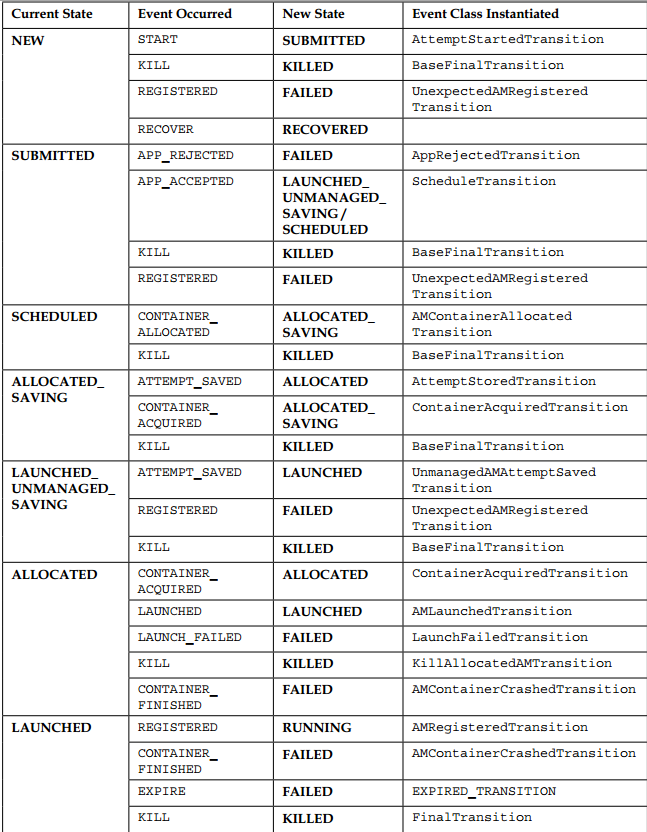 Current State Event Occurred New State Event Class Instantiated
NEW START SUBMITTED AttemptStartedTransition
KILL KILLED BaseFinalTransition
REGISTERED FAILED UnexpectedAMRegistered
Transition
RECOVER RECOVERED
SUBMITTED APP_REJECTED FAILED AppRejectedTransition
APP_ACCEPTED LAUNCHED_ ScheduleTransition
UNMANAGED_
SAVING /
SCHEDULED
KILL KILLED BaseFinalTransition
REGISTERED FAILED UnexpectedAMRegistered
Transition
SCHEDULED CONTAINER_ ALLOCATED_ AMContainerAllocated
ALLOCATED SAVING Transition
KILL KILLED BaseFinalTransition
ALLOCATED_ ATTEMPT_SAVED ALLOCATED AttemptStoredTransition
SAVING
CONTAINER_ ALLOCATED_ ContainerAcquiredTransition
ACQUIRED SAVING
KILL KILLED BaseFinalTransition
LAUNCHED_ ATTEMPT_SAVED LAUNCHED UnmanagedAMAttemptSaved
UNMANAGED_ Transition
SAVING REGISTERED FAILED UnexpectedAMRegistered
Transition
KILL KILLED BaseFinalTransition
ALLOCATED CONTAINER_ ALLOCATED ContainerAcquiredTransition
ACQUIRED
LAUNCHED LAUNCHED AMLaunchedTransition
LAUNCH_FAILED FAILED LaunchFailedTransition
KILL KILLED KillAllocatedAMTransition
CONTAINER_ FAILED AMContainerCrashedTransition
FINISHED
LAUNCHED REGISTERED RUNNING AMRegisteredTransition
CONTAINER_ FAILED AMContainerCrashedTransition
FINISHED
EXPIRE FAILED EXPIRED_TRANSITION
KILL KILLED FinalTransition